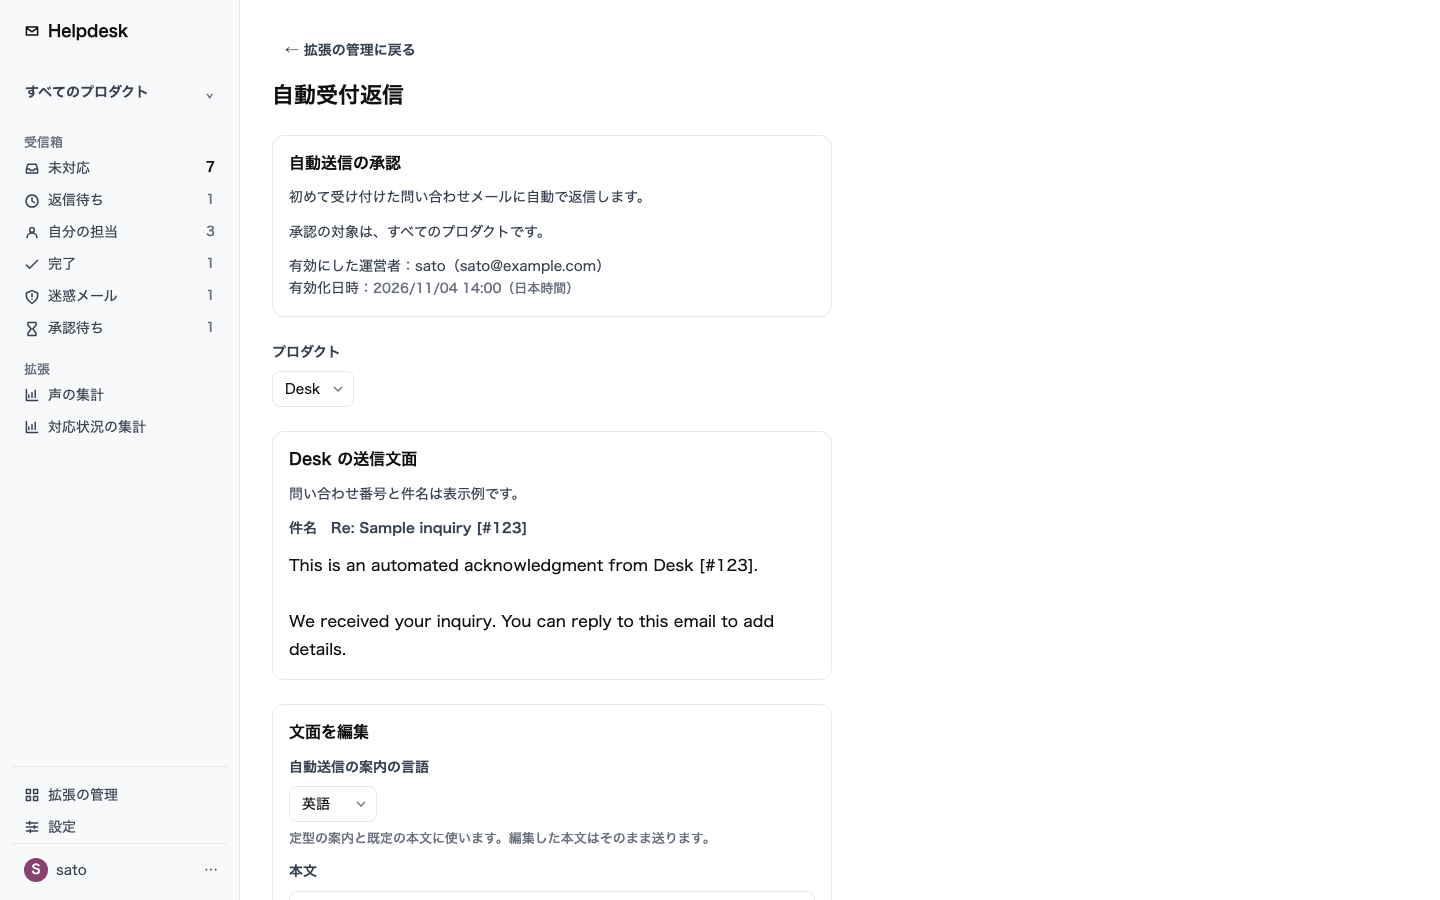 Helpdesk
すべてのプロダクト
受信箱
未対応 7
返信待ち 1
自分の担当 3
完了 1
迷惑メール 1
承認待ち 1
拡張
声の集計
対応状況の集計
拡張の管理
設定
S sato ...
← 拡張の管理に戻る
自動受付返信
自動送信の承認
初めて受け付けた問い合わせメールに自動で返信します。
承認の対象は、すべてのプロダクトです。
有効にした運営者：sato（sato@example.com）
有効化日時：2026/11/04 14:00（日本時間）
プロダクト
Desk
Desk の送信文面
問い合わせ番号と件名は表示例です。
件名 Re: Sample inquiry [#123]
This is an automated acknowledgment from Desk [#123].
We received your inquiry. You can reply to this email to add
details.
文面を編集
自動送信の案内の言語
英語
定型の案内と既定の本文に使います。編集した本文はそのまま送ります。
本文